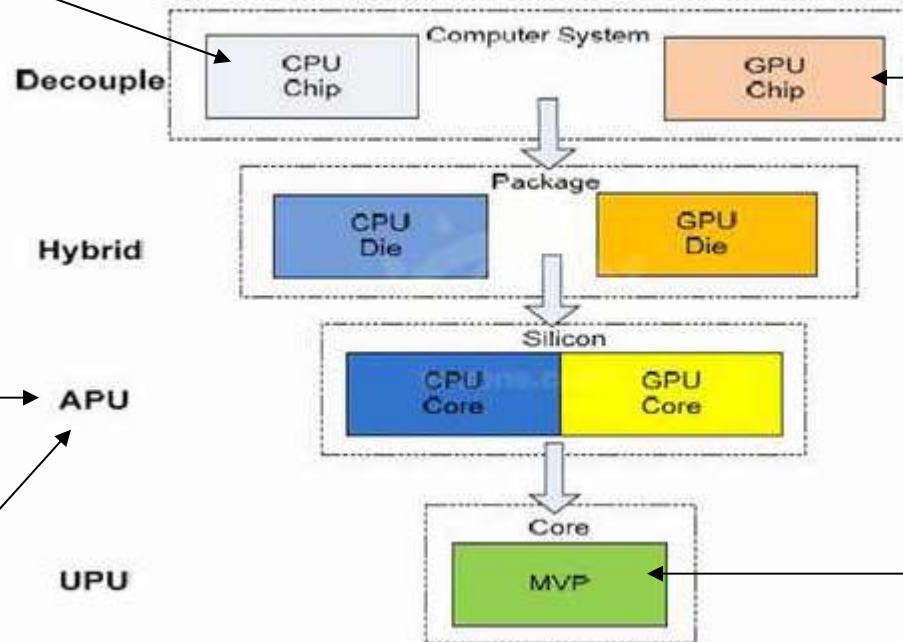 Computer System
Decouple
CPU
Chip
GPU
Chip
Package
Hybrid
CPU
Die
GPU
Die
Silicon
APU
CPU
Core
GPU
Core
Core
UPU
MVP